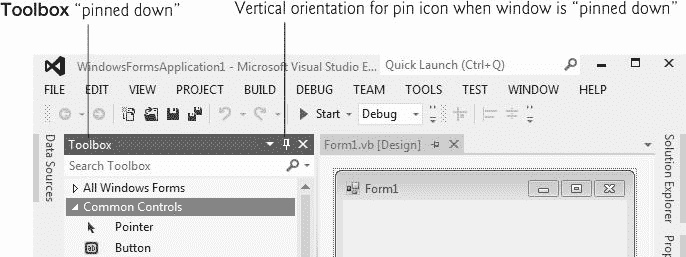 Toolbox “pinned down”
Vertical orientation for pin icon when window is “pinned down”
WindowsFormsApplication1 - Microsoft Visual Studio E...
Quick Launch (Ctrl+Q)
FILE EDIT VIEW PROJECT BUILD DEBUG TEAM TOOLS TEST WINDOW HELP
Start Debug
Data Sources
Toolbox
Form1.vb [Design]
Solution Explorer
Search Toolbox
All Windows Forms
Form1
Common Controls
Pointer
ab
Button